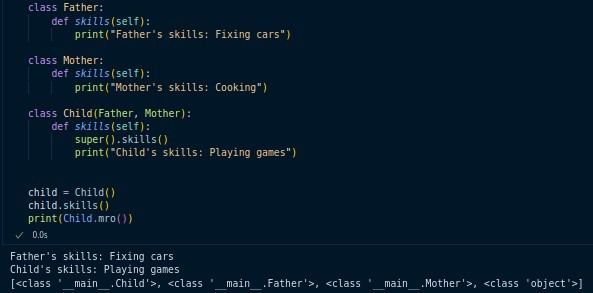 class Father:
    def skills(self):
        print("Father's skills: Fixing cars")
class Mother:
    def skills(self):
        print("Mother's skills: Cooking")
class Child(Father, Mother):
    def skills(self):
        super().skills()
        print("Child's skills: Playing games")
child = Child()
child.skills()
print(Child.mro())
✓ 0.0s
Father's skills: Fixing cars
Child's skills: Playing games
[<class '__main__.Child'>, <class '__main__.Father'>, <class '__main__.Mother'>, <class 'object'>]